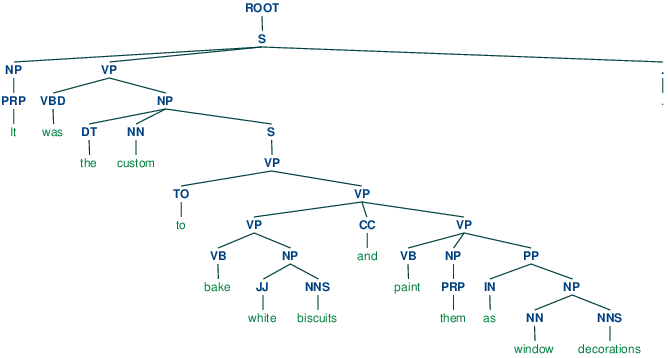 ROOT
S
NP VP .
PRP VBD NP .
It was DT NN S
the custom VP
TO VP
to VP CC VP
and
VB NP VB NP PP
bake JJ NNS paint PRP IN NP
white biscuits them as NN NNS
window decorations